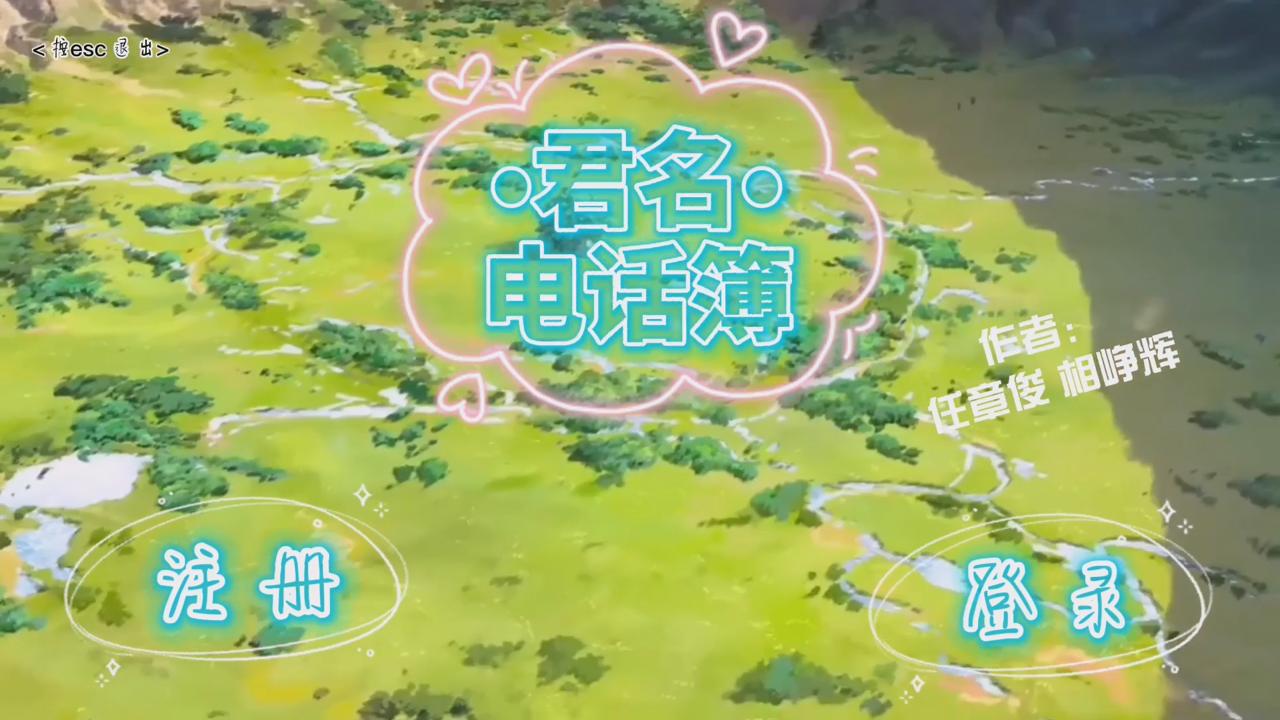 <按esc退出>
·君名·
电话簿
作者：
任章俊 相峥辉
注册
登录